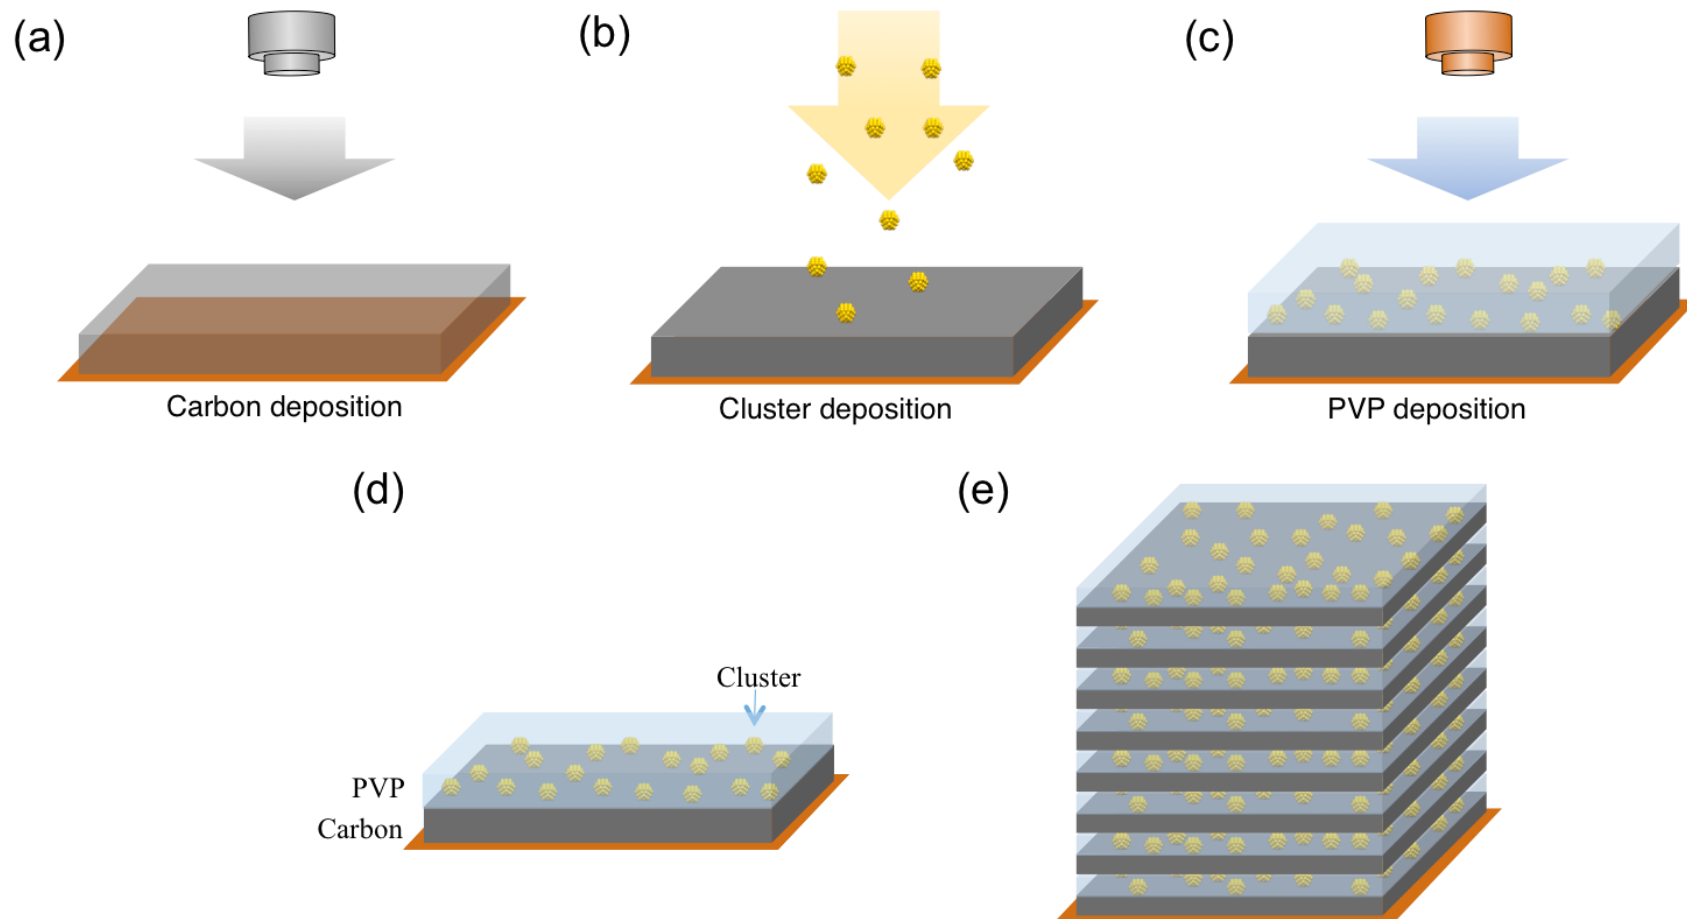 (a)
(b)
(c)
Carbon deposition
Cluster deposition
PVP deposition
(d)
(e)
Cluster
PVP
Carbon